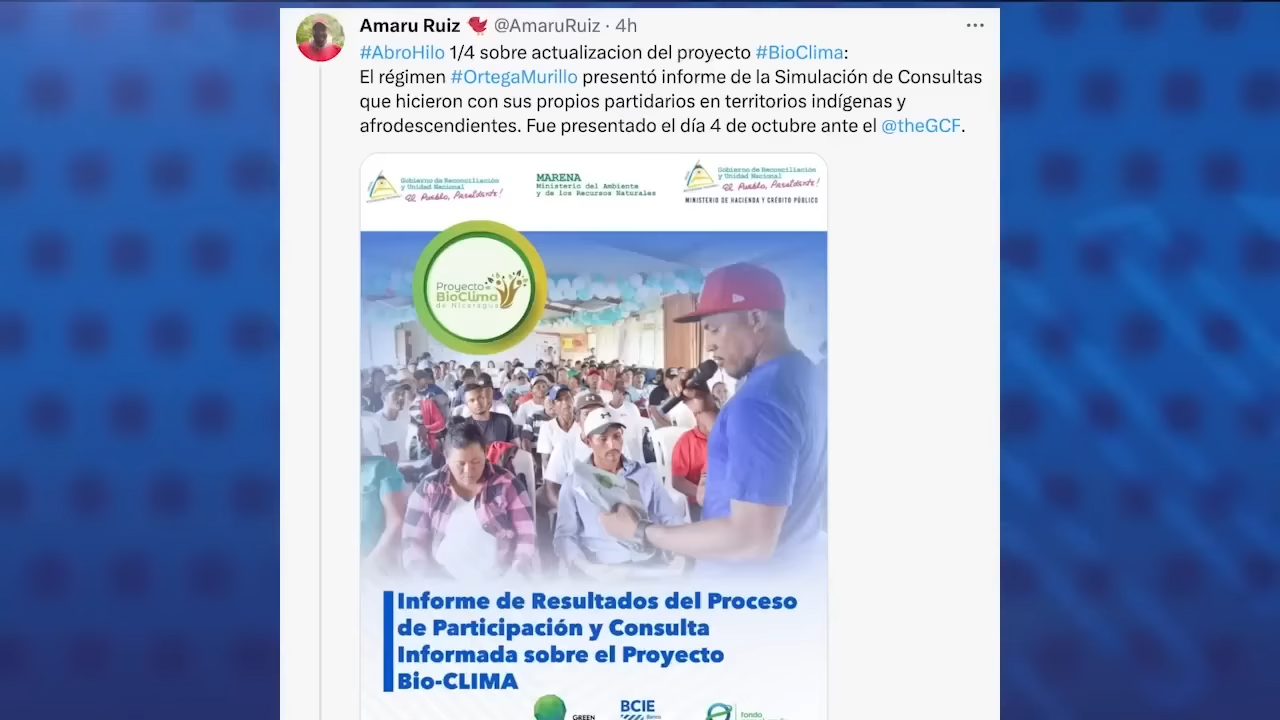 Amaru Ruiz @AmaruRuiz · 4h
#AbroHilo 1/4 sobre actualizacion del proyecto #BioClima:
El régimen #OrtegaMurillo presentó informe de la Simulación de Consultas
que hicieron con sus propios partidarios en territorios indígenas y
afrodescendientes. Fue presentado el día 4 de octubre ante el @theGCF.
Gobierno de Reconciliación
y Unidad Nacional
El Pueblo, Presidente!
MARENA
Ministerio del Ambiente
y de los Recursos Naturales
Gobierno de Reconciliación
y Unidad Nacional
El Pueblo, Presidente!
MINISTERIO DE HACIENDA Y CRÉDITO PÚBLICO
Proyecto
BioClima
de Nicaragua
Informe de Resultados del Proceso
de Participación y Consulta
Informada sobre el Proyecto
Bio-CLIMA
GREEN
BCIE
Banco
fondo